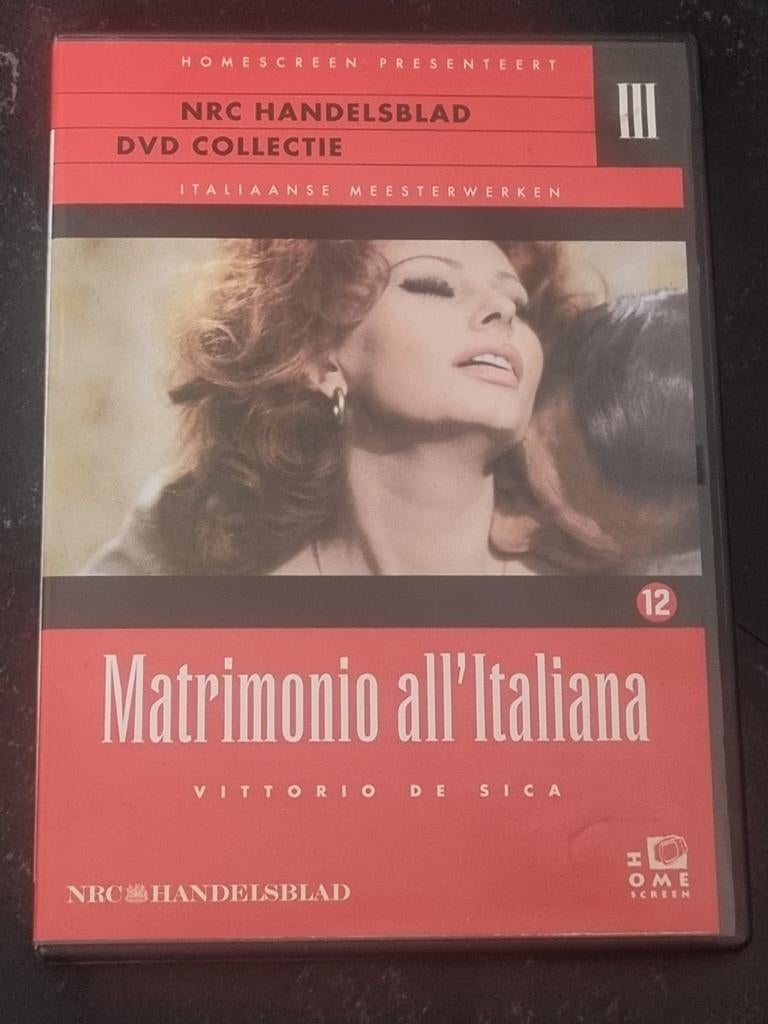 HOMESCREEN PRESENTEERT
NRC HANDELSBLAD
DVD COLLECTIE
III
ITALIAANSE MEESTERWERKEN
12
Matrimonio all'Italiana
VITTORIO DE SICA
NRC HANDELSBLAD
HOME
SCREEN